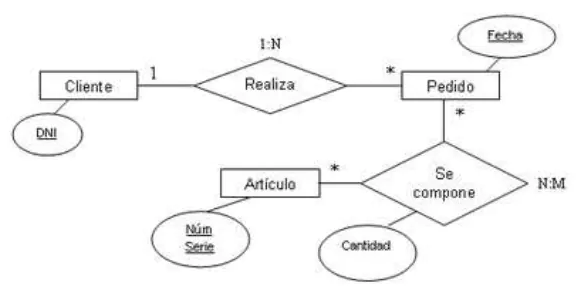 1:N
Fecha
Cliente
1
Realiza
*
Pedido
DNI
*
Artículo
*
Se
compone
N:M
Núm
Serie
Cantidad